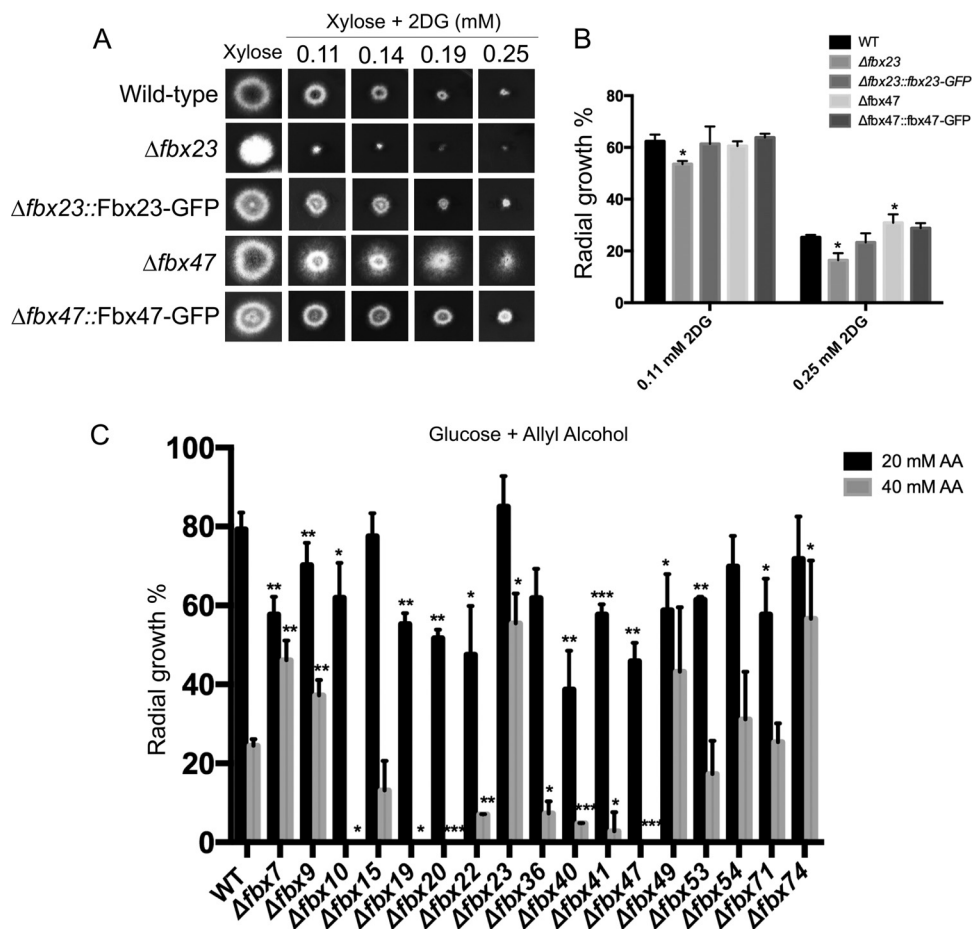 A
Xylose + 2DG (mM)
Xylose 0.11 0.14 0.19 0.25
Wild-type
Δfbx23
Δfbx23::Fbx23-GFP
Δfbx47
Δfbx47::Fbx47-GFP
B
WT
Δfbx23
Δfbx23::fbx23-GFP
Δfbx47
Δfbx47::fbx47-GFP
Radial growth %
80
60
40
20
0
* * *
0.11 mM 2DG
0.25 mM 2DG
C
Glucose + Allyl Alcohol
20 mM AA
40 mM AA
Radial growth %
100
80
60
40
20
0
** ** ** ** * * ** * ** *** * ** * * ** *** *** * ** *** * ** * *
WT
Δfbx7
Δfbx9
Δfbx10
Δfbx15
Δfbx19
Δfbx20
Δfbx22
Δfbx23
Δfbx36
Δfbx40
Δfbx41
Δfbx47
Δfbx49
Δfbx53
Δfbx54
Δfbx71
Δfbx74